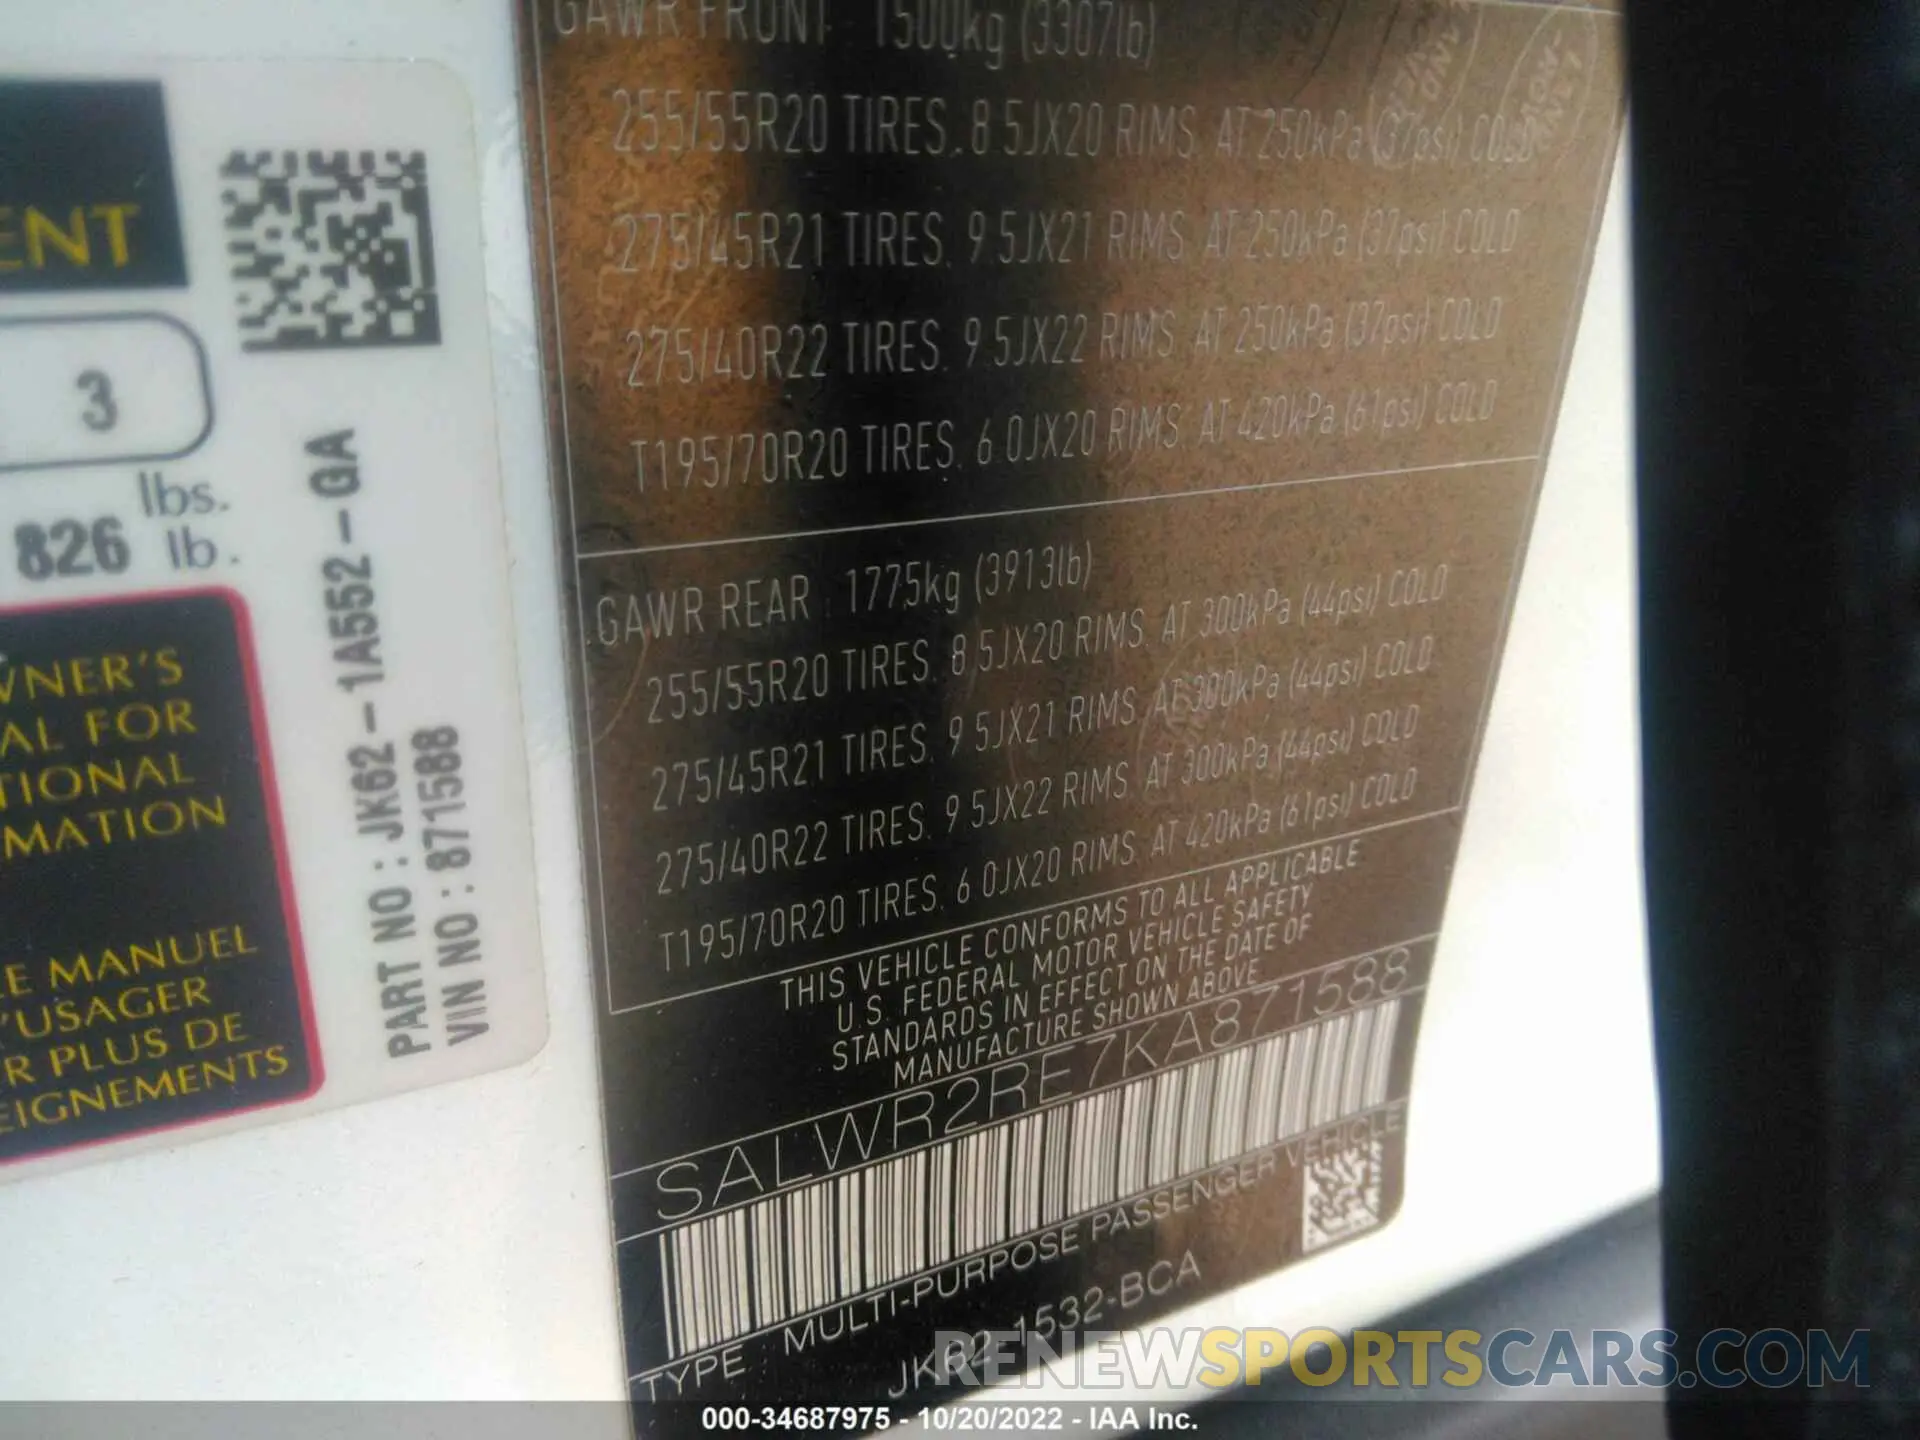 ENT
3
lbs.
826 lb.
WNER'S
AL FOR
TIONAL
MATION
LE MANUEL
'USAGER
R PLUS DE
EIGNEMENTS
PART NO : JK62-1A552-GA
VIN NO : 871588
GAWR FRONT 1500kg (3307lb)
255/55R20 TIRES, 8.5JX20 RIMS, AT 250kPa (37psi) COLD
275/45R21 TIRES, 9.5JX21 RIMS, AT 250kPa (37psi) COLD
275/40R22 TIRES, 9.5JX22 RIMS, AT 250kPa (37psi) COLD
T195/70R20 TIRES, 6.0JX20 RIMS, AT 420kPa (61psi) COLD
GAWR REAR : 1775kg (3913lb)
255/55R20 TIRES, 8.5JX20 RIMS, AT 300kPa (44psi) COLD
275/45R21 TIRES, 9.5JX21 RIMS, AT 300kPa (44psi) COLD
275/40R22 TIRES, 9.5JX22 RIMS, AT 300kPa (44psi) COLD
T195/70R20 TIRES, 6.0JX20 RIMS, AT 420kPa (61psi) COLD
THIS VEHICLE CONFORMS TO ALL APPLICABLE
U.S. FEDERAL MOTOR VEHICLE SAFETY
STANDARDS IN EFFECT ON THE DATE OF
MANUFACTURE SHOWN ABOVE
SALWR2RE7KA871588
TYPE : MULTI-PURPOSE PASSENGER VEHICLE
1532-BCA
RENEWSPORTSCARS.COM
000-34687975 - 10/20/2022 - IAA Inc.